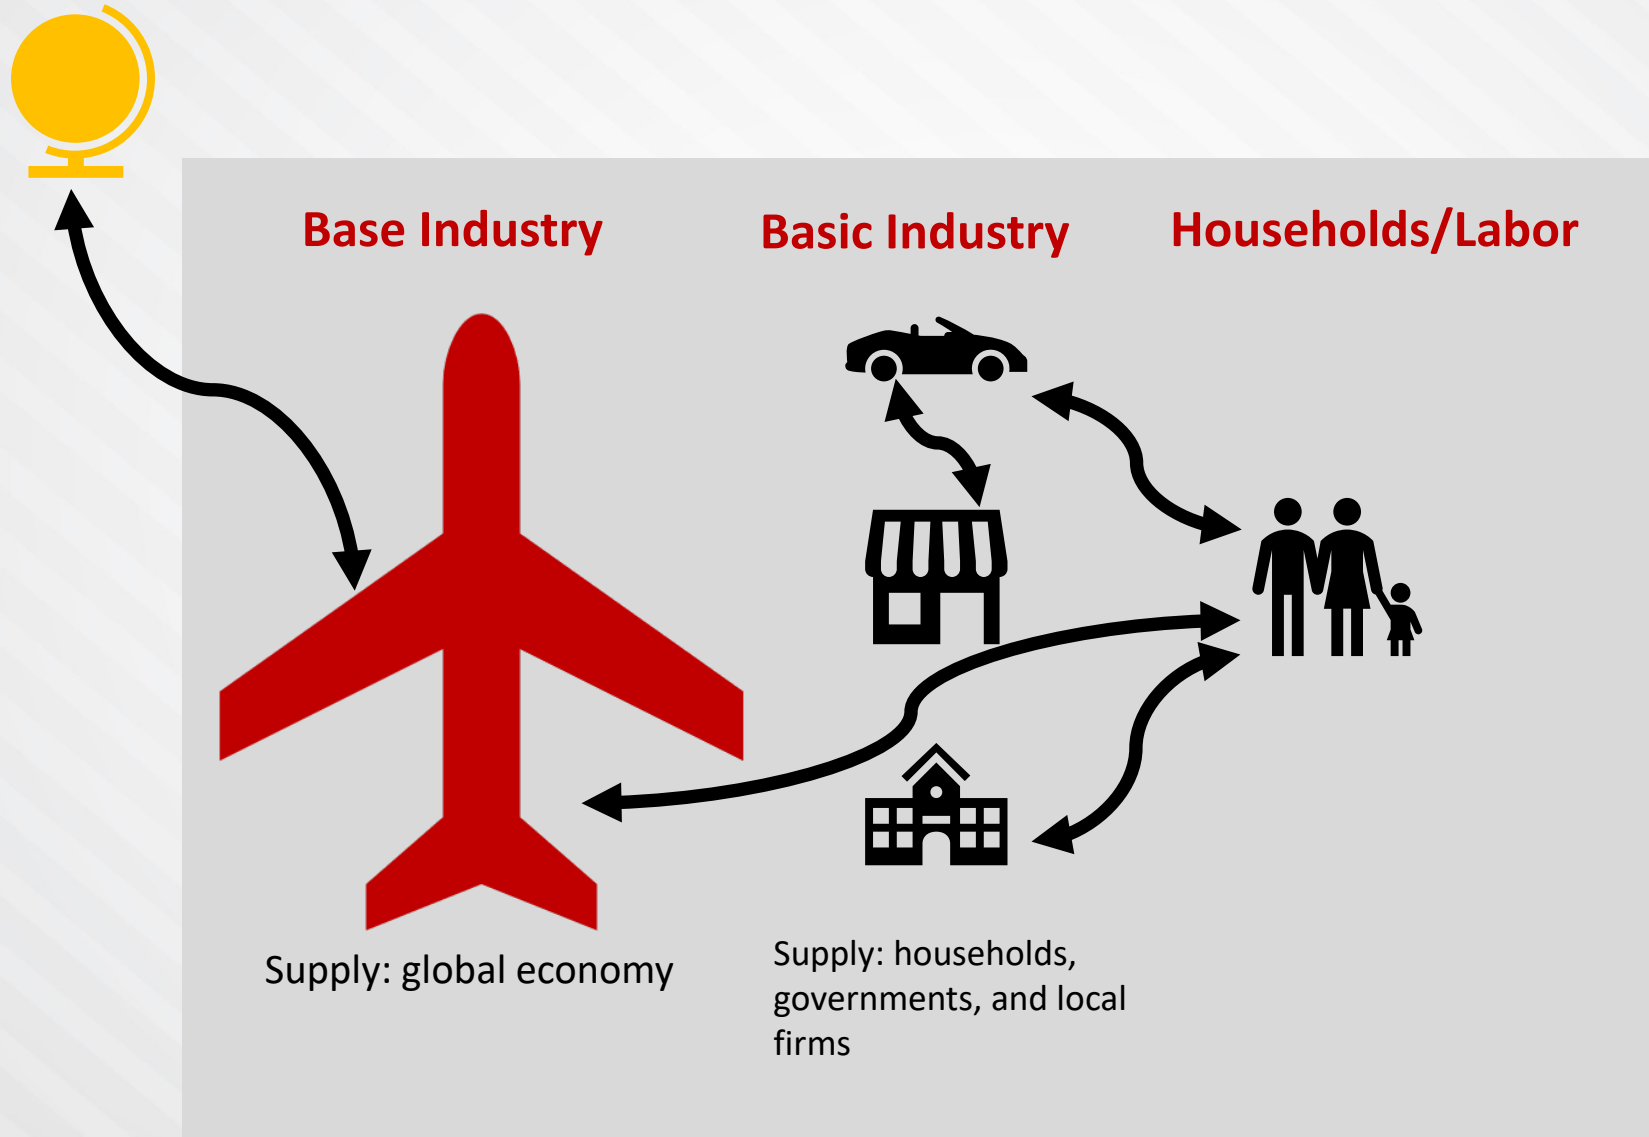 Base Industry
Basic Industry
Households/Labor
Supply: global economy
Supply: households,
governments, and local
firms